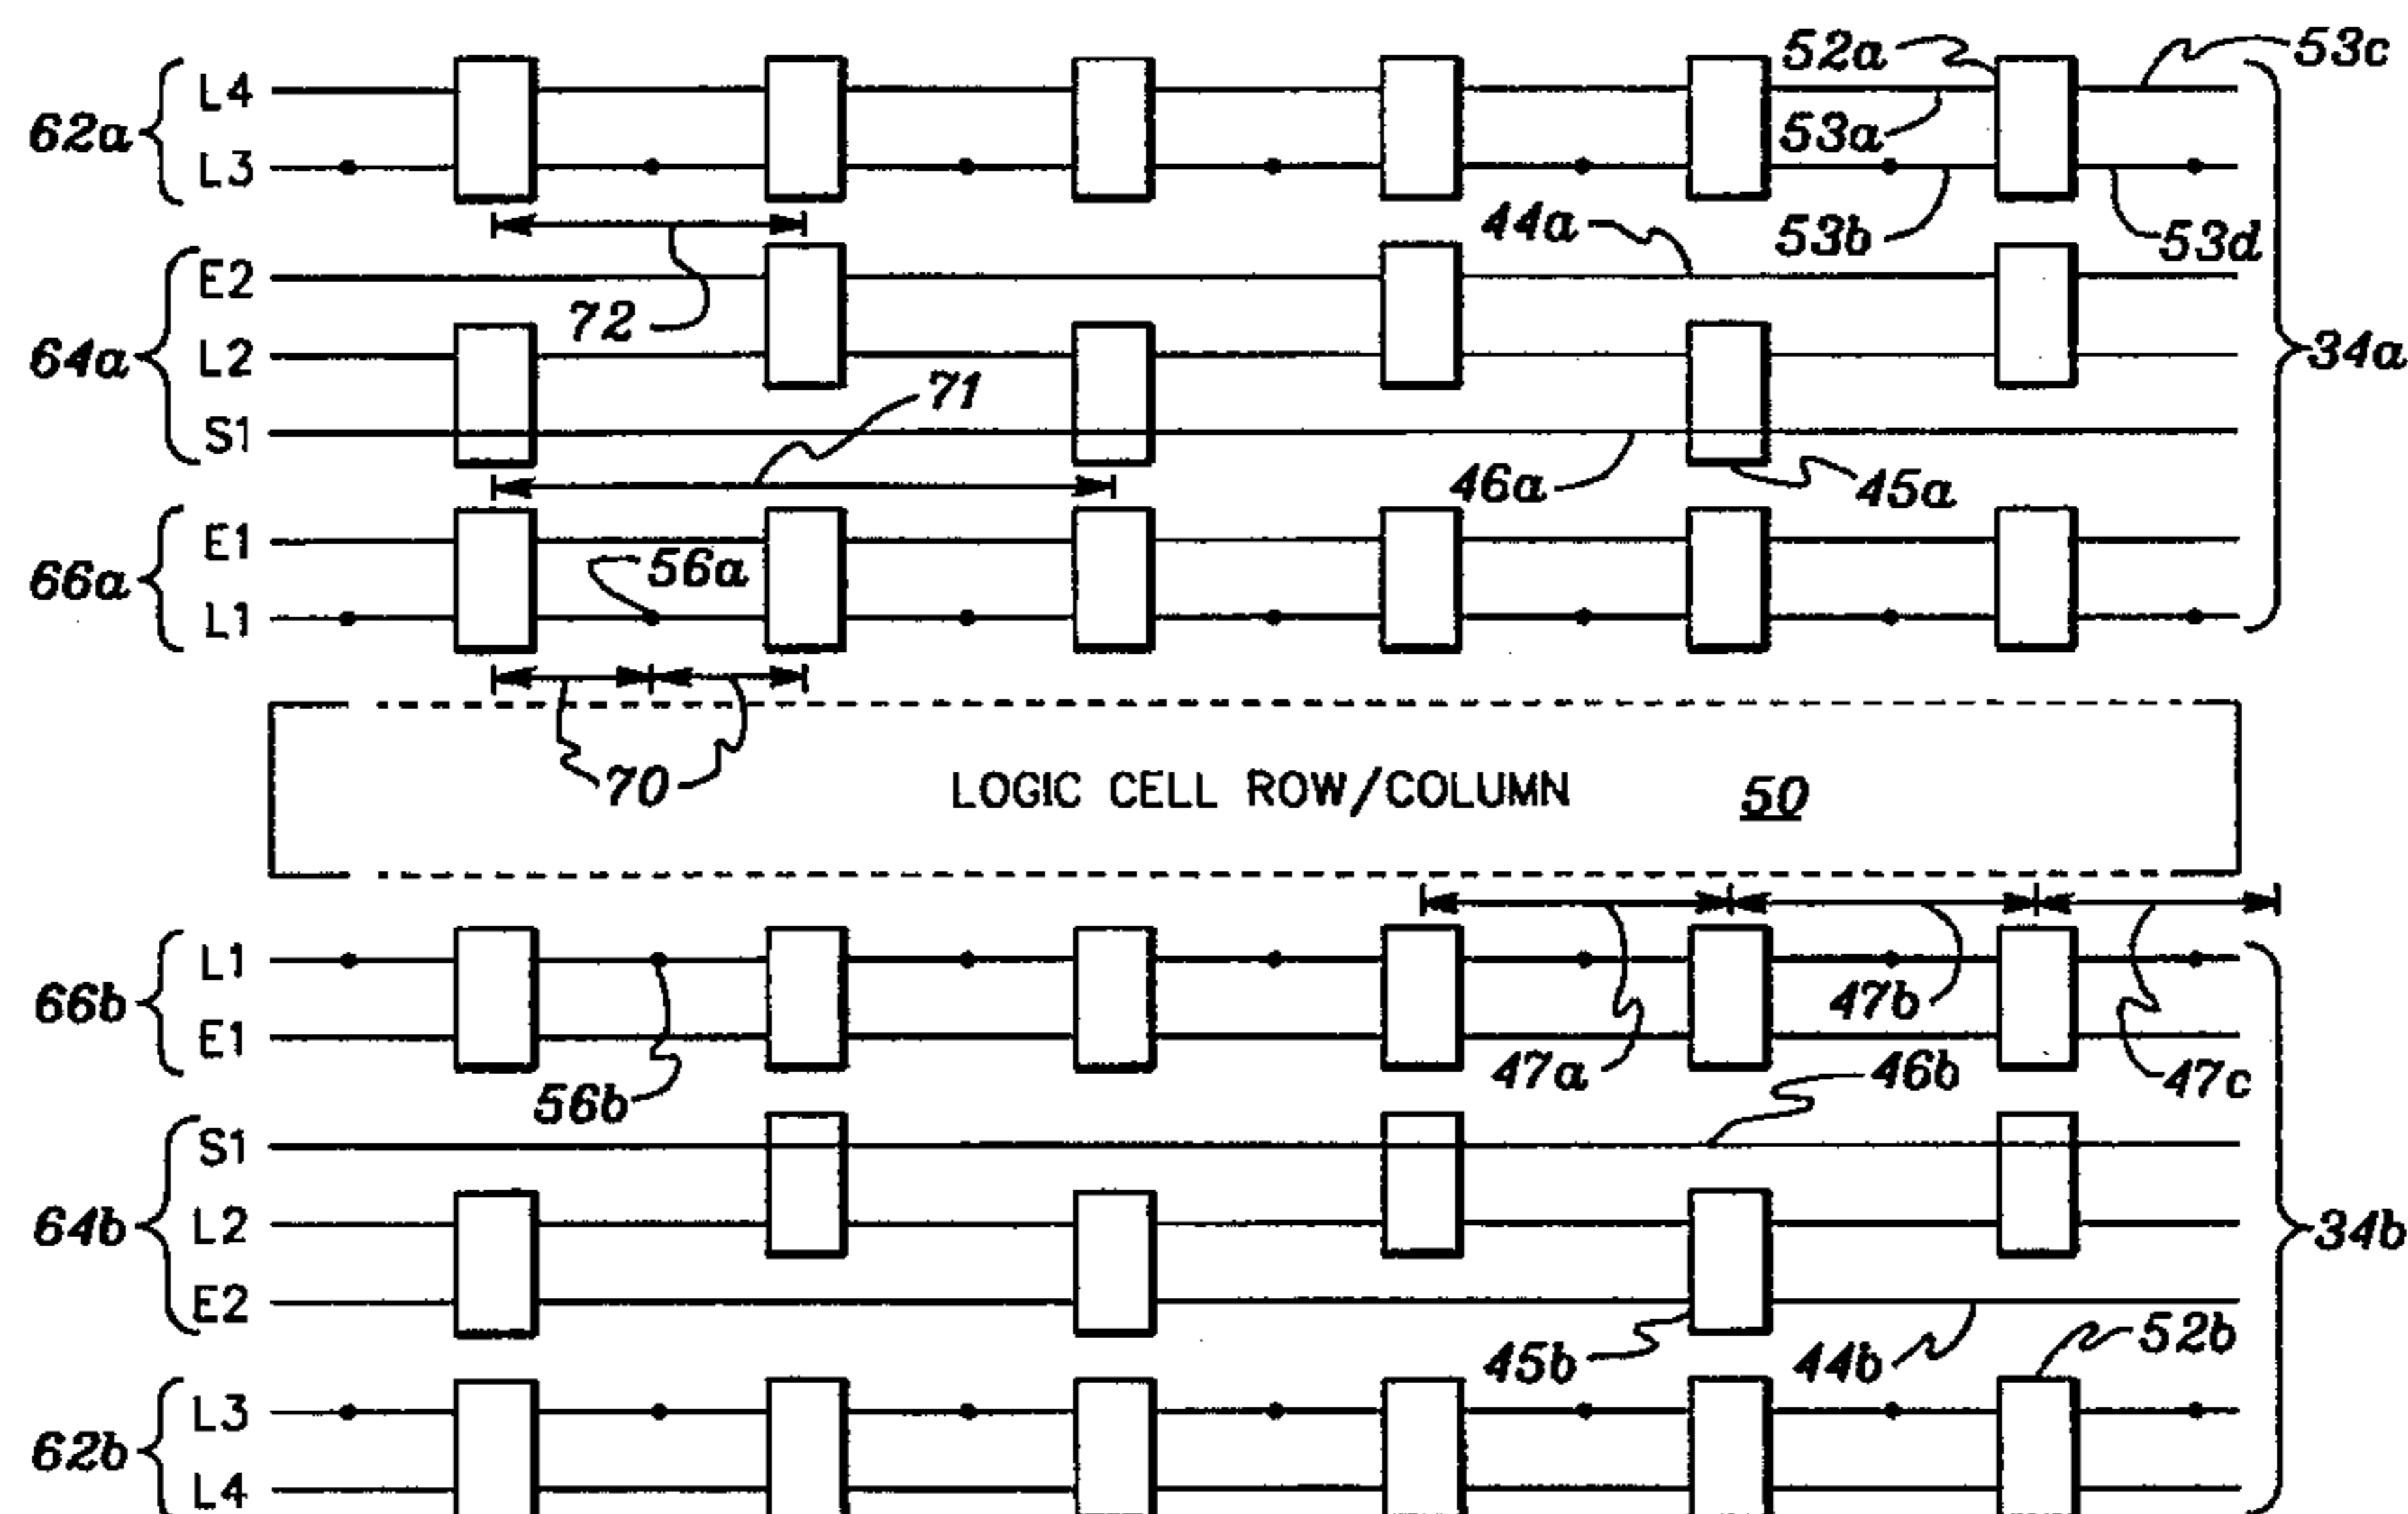 52a 53c
62a L4
53a
L3
44a 53b 53d
E2
72
64a L2 34a
71
S1
46a 45a
E1
66a 56a
L1
70 LOGIC CELL ROW/COLUMN 50
L1
66b 47b
E1 47a 46b 47c
56b
S1
64b L2 34b
E2
45b 44b 52b
L3
62b
L4